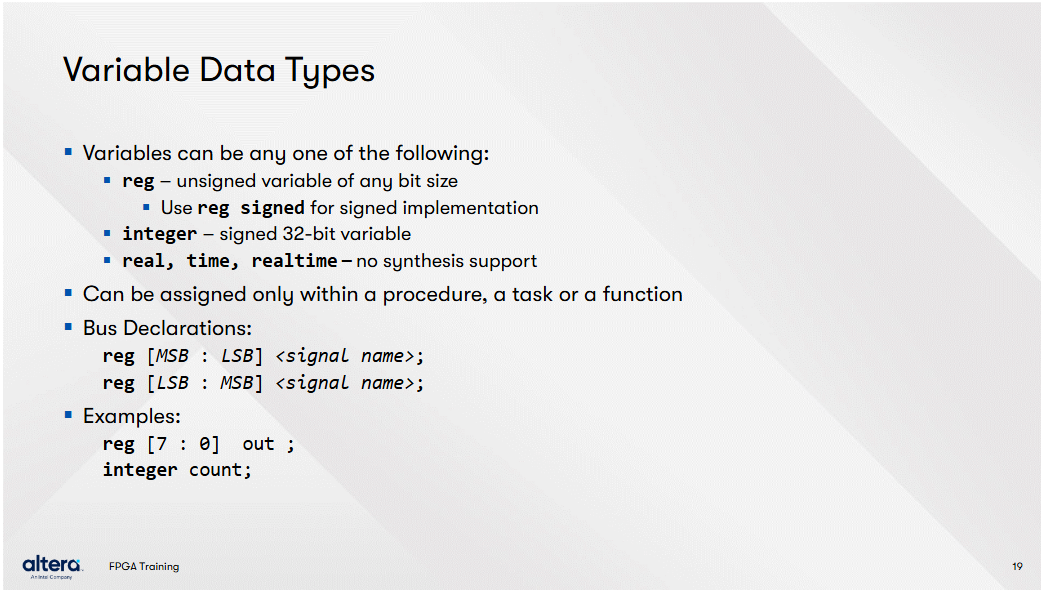 Variable Data Types
▪ Variables can be any one of the following:
▪ reg – unsigned variable of any bit size
▪ Use reg signed for signed implementation
▪ integer – signed 32-bit variable
▪ real, time, realtime – no synthesis support
▪ Can be assigned only within a procedure, a task or a function
▪ Bus Declarations:
reg [MSB : LSB] <signal name>;
reg [LSB : MSB] <signal name>;
▪ Examples:
reg [7 : 0]  out ;
integer count;
altera.
An Intel Company
FPGA Training
19